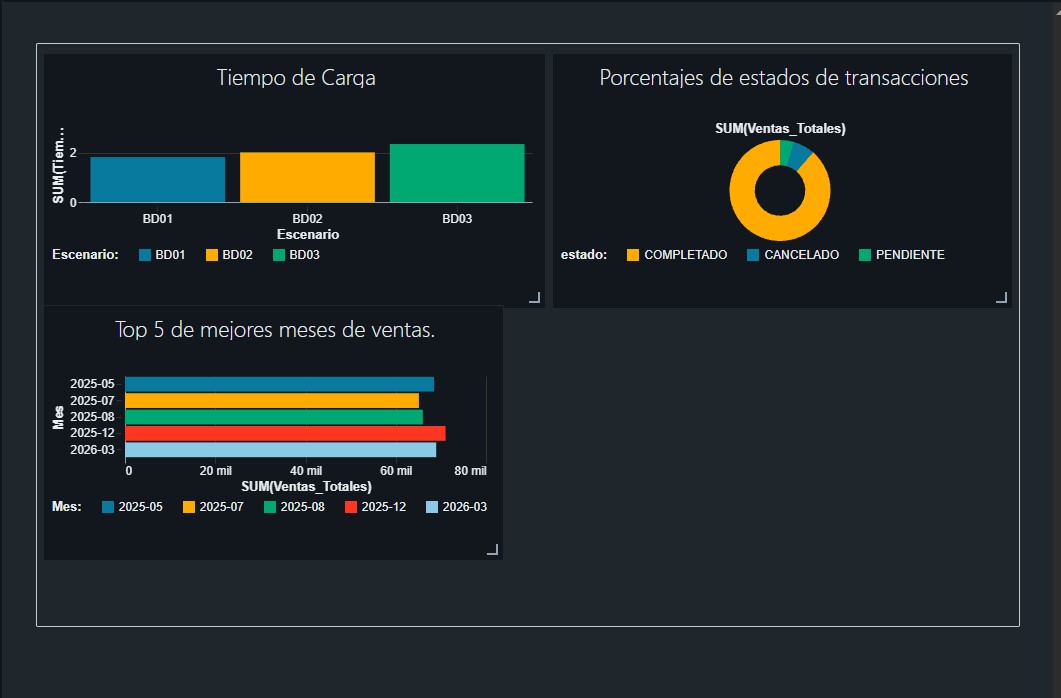 Tiempo de Carga
SUM(Tiem...
2
0
BD01 BD02 BD03
Escenario
Escenario: BD01 BD02 BD03
Porcentajes de estados de transacciones
SUM(Ventas_Totales)
estado: COMPLETADO CANCELADO PENDIENTE
Top 5 de mejores meses de ventas.
Mes
2025-05
2025-07
2025-08
2025-12
2026-03
0 20 mil 40 mil 60 mil 80 mil
SUM(Ventas_Totales)
Mes: 2025-05 2025-07 2025-08 2025-12 2026-03